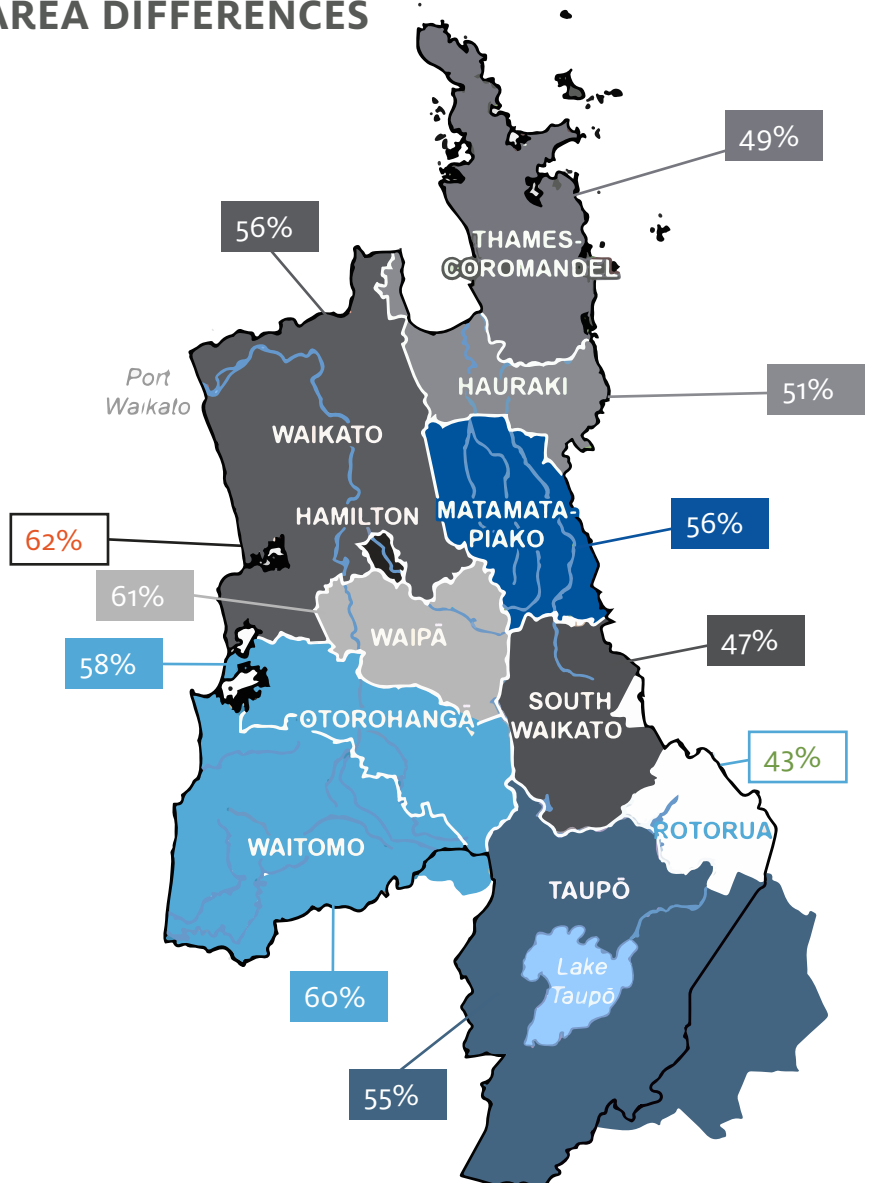 AREA DIFFERENCES
49%
56%
THAMES-
COROMANDEL
Port
Waikato
HAURAKI
51%
WAIKATO
HAMILTON
MATAMATA-
PIAKO
56%
62%
61%
WAIPĀ
58%
47%
SOUTH
WAIKATO
OTOROHANGĀ
43%
ROTORUA
WAITOMO
TAUPŌ
Lake
Taupō
60%
55%